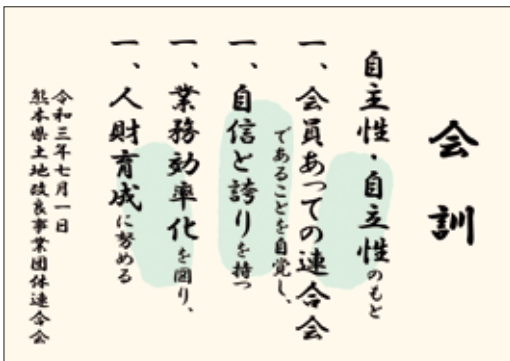 会訓
自主性・自立性のもと
一、会員あっての連合会
であることを自覚し、
一、自信と誇りを持つ
一、業務効率化を図り、
一、人財育成に努める
令和三年七月一日
熊本県土地改良事業団体連合会